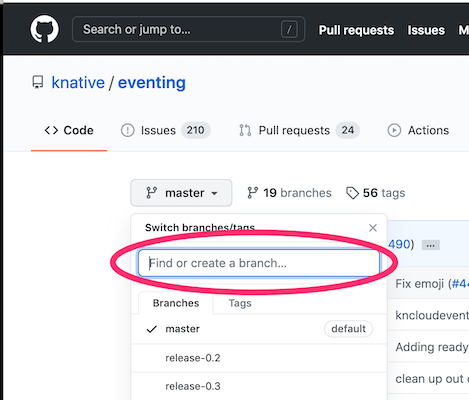 Search or jump to... / Pull requests Issues M
knative / eventing
Code Issues 210 Pull requests 24 Actions
master 19 branches 56 tags
Switch branches/tags
490) ...
Find or create a branch...
Fix emoji (#44
Branches Tags
kncloudevent
master default
Adding ready
release-0.2
clean up out o
release-0.3